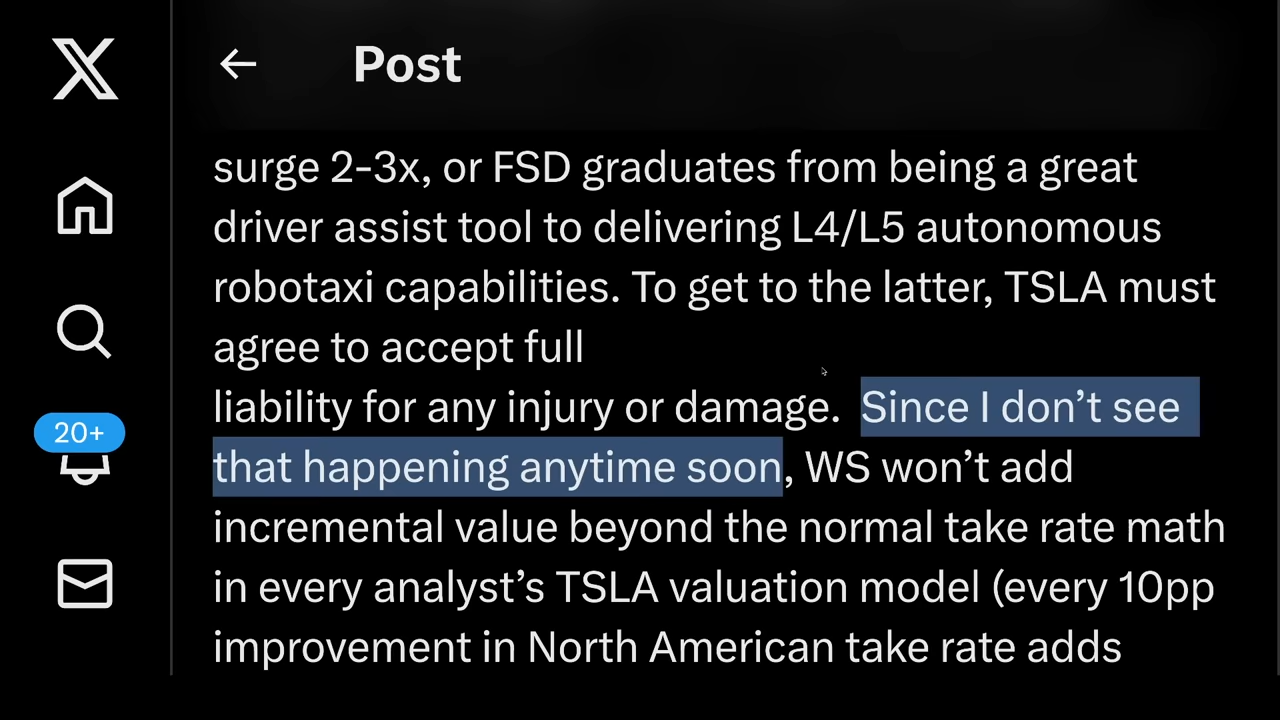 Post
surge 2-3x, or FSD graduates from being a great
driver assist tool to delivering L4/L5 autonomous
robotaxi capabilities. To get to the latter, TSLA must
agree to accept full
liability for any injury or damage.  Since I don’t see
that happening anytime soon, WS won’t add
incremental value beyond the normal take rate math
in every analyst’s TSLA valuation model (every 10pp
improvement in North American take rate adds
20+